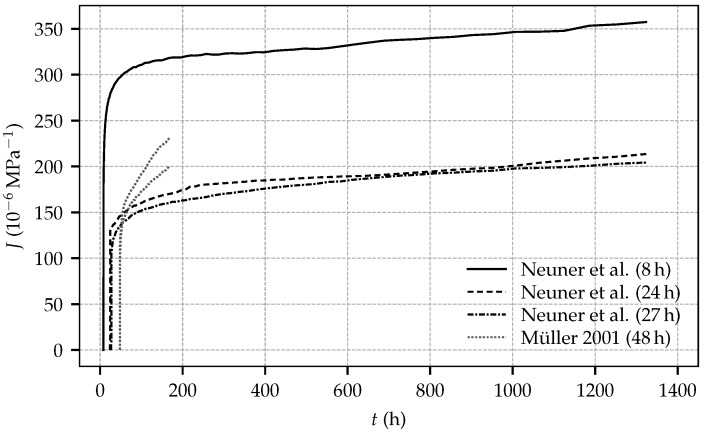 350
300
250
200
150
100
50
0
J (10⁻⁶ MPa⁻¹)
Neuner et al. (8 h)
Neuner et al. (24 h)
Neuner et al. (27 h)
Müller 2001 (48 h)
0 200 400 600 800 1000 1200 1400
t (h)